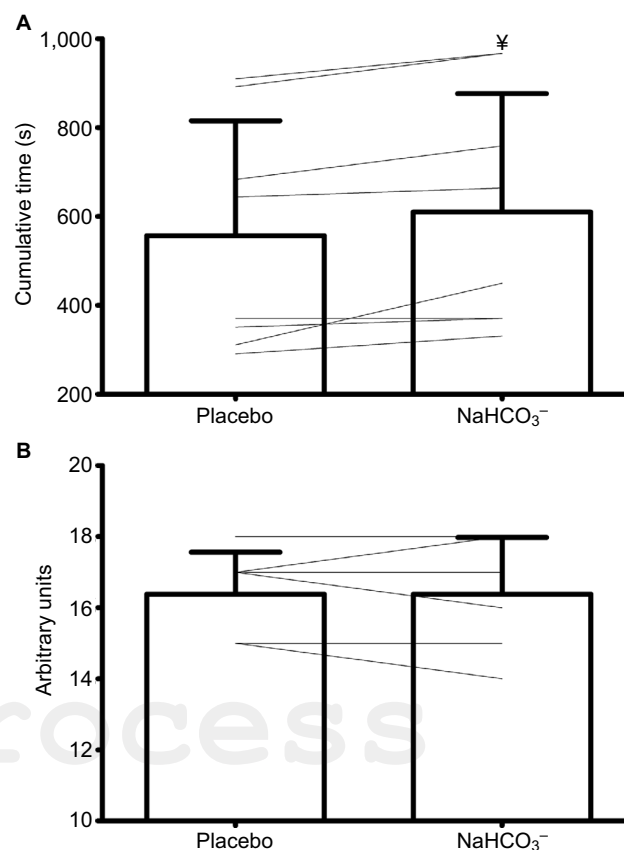 A
1,000
¥
800
600
400
200
Cumulative time (s)
Placebo
NaHCO₃⁻
B
20
18
16
14
12
10
Arbitrary units
rocess
Placebo
NaHCO₃⁻